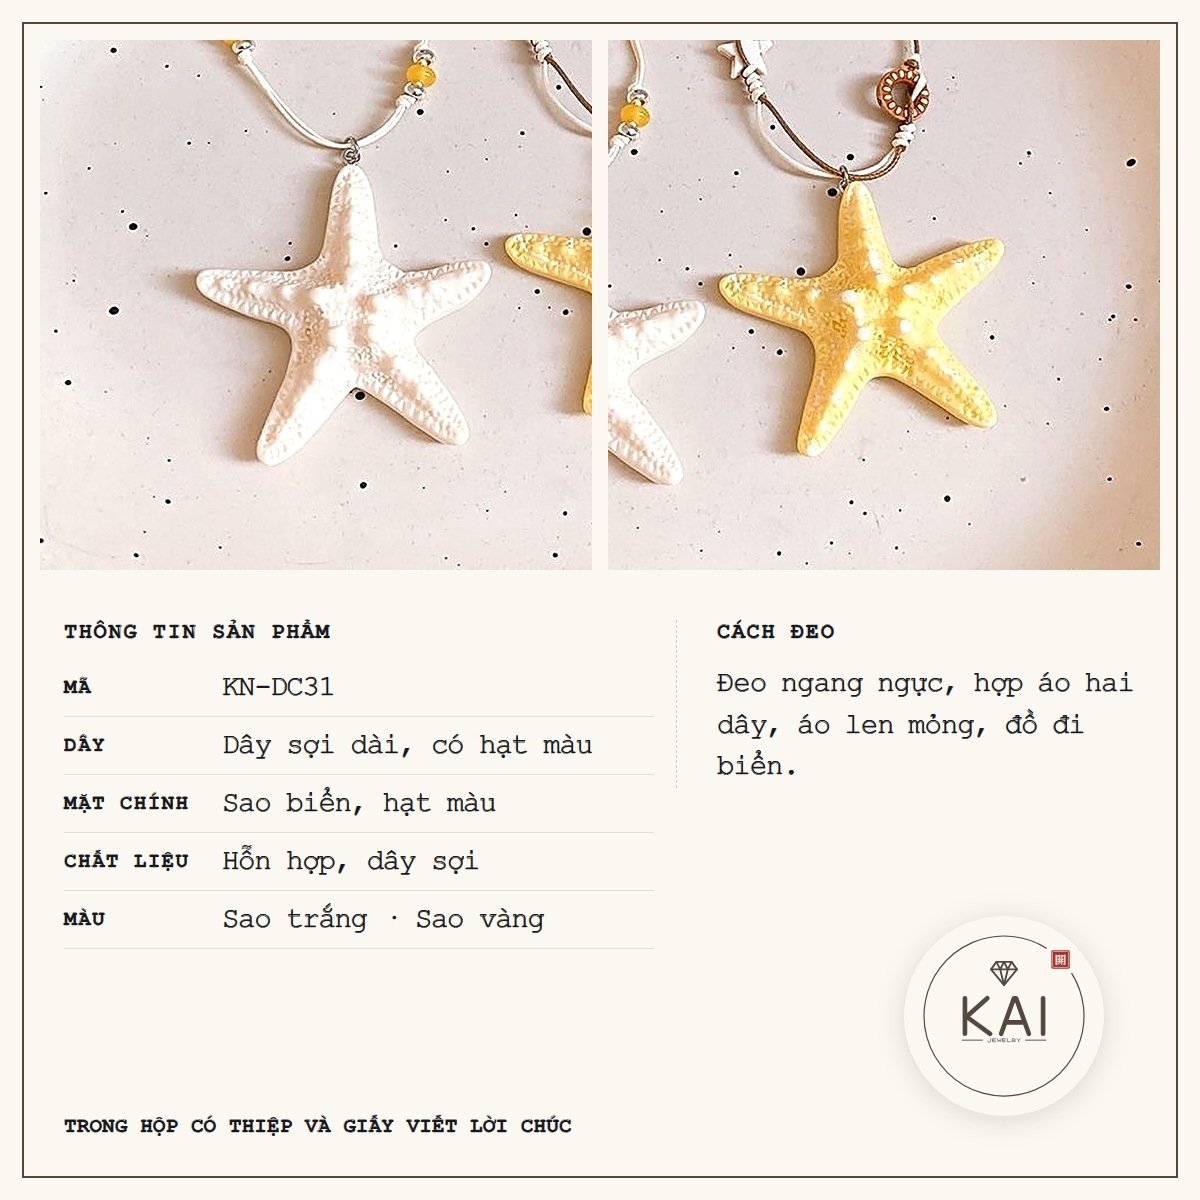 THÔNG TIN SẢN PHẨM
MÃ KN-DC31
DÂY Dây sợi dài, có hạt màu
MẶT CHÍNH Sao biển, hạt màu
CHẤT LIỆU Hỗn hợp, dây sợi
MÀU Sao trắng · Sao vàng
CÁCH ĐEO
Đeo ngang ngực, hợp áo hai
dây, áo len mỏng, đồ đi
biển.
開
KAI
JEWELRY
TRONG HỘP CÓ THIỆP VÀ GIẤY VIẾT LỜI CHÚC